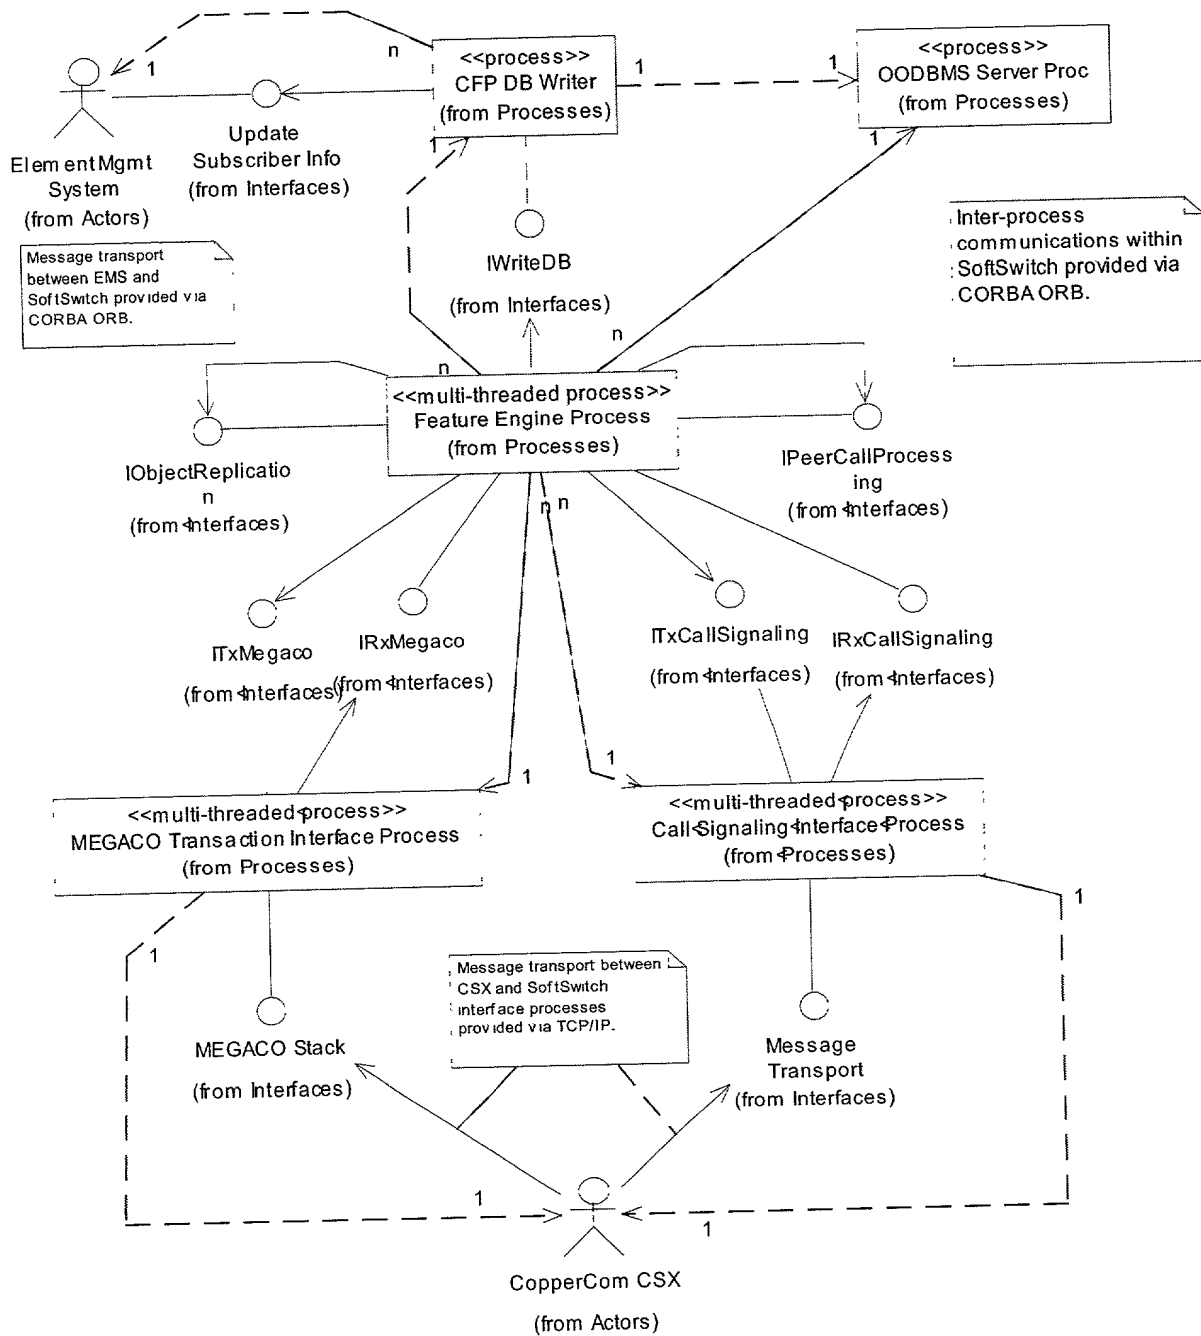 n
1
<<process>>
CFP DB Writer
(from Processes)
1
1
<<process>>
OODBMS Server Proc
(from Processes)
1
1
Update
Subscriber Info
(from Interfaces)
ElementMgmt
System
(from Actors)
Message transport
between EMS and
SoftSwitch provided via
CORBA ORB.
IWriteDB
(from Interfaces)
Inter-process
communications within
SoftSwitch provided via
CORBA ORB.
n
n
<<multi-threaded process>>
Feature Engine Process
(from Processes)
IObjectReplicatio
n
(from Interfaces)
IPeerCallProcess
ing
(from Interfaces)
n
n
ITxMegaco
(from Interfaces)
IRxMegaco
(from Interfaces)
ITxCallSignaling
(from Interfaces)
IRxCallSignaling
(from Interfaces)
1
1
<<multi-threaded process>>
MEGACO Transaction Interface Process
(from Processes)
<<multi-threaded process>>
Call Signaling Interface Process
(from Processes)
1
1
Message transport between
CSX and SoftSwitch
interface processes
provided via TCP/IP.
MEGACO Stack
(from Interfaces)
Message
Transport
(from Interfaces)
1
1
CopperCom CSX
(from Actors)